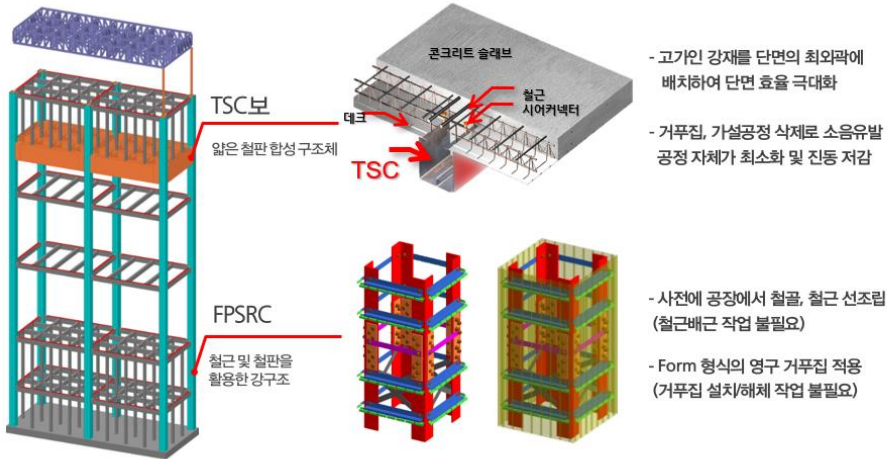 TSC보
얇은 철판 합성 구조체
콘크리트 슬래브
철근
시어커넥터
데크
TSC
- 고가인 강재를 단면의 최외곽에
배치하여 단면 효율 극대화
- 거푸집, 가설공정 삭제로 소음유발
공정 자체가 최소화 및 진동 저감
FPSRC
철근 및 철판을
활용한 강구조
- 사전에 공장에서 철골, 철근 선조립
(철근배근 작업 불필요)
- Form 형식의 영구 거푸집 적용
(거푸집 설치/해체 작업 불필요)